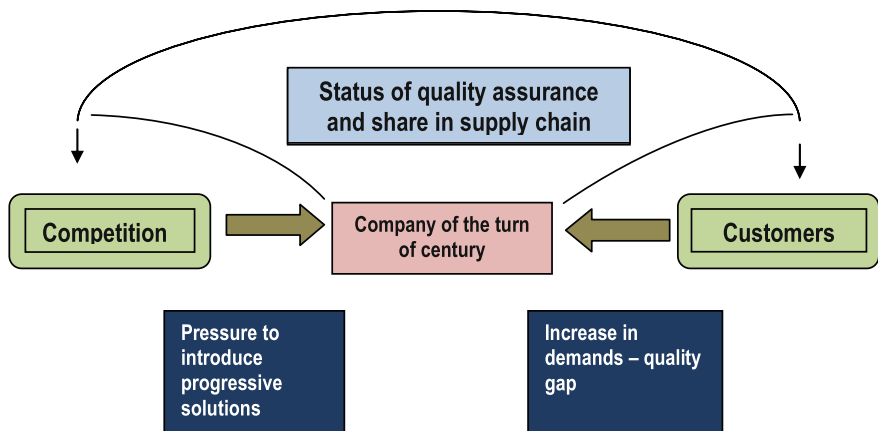 Status of quality assurance
and share in supply chain
Competition
Company of the turn
of century
Customers
Pressure to
introduce
progressive
solutions
Increase in
demands – quality
gap